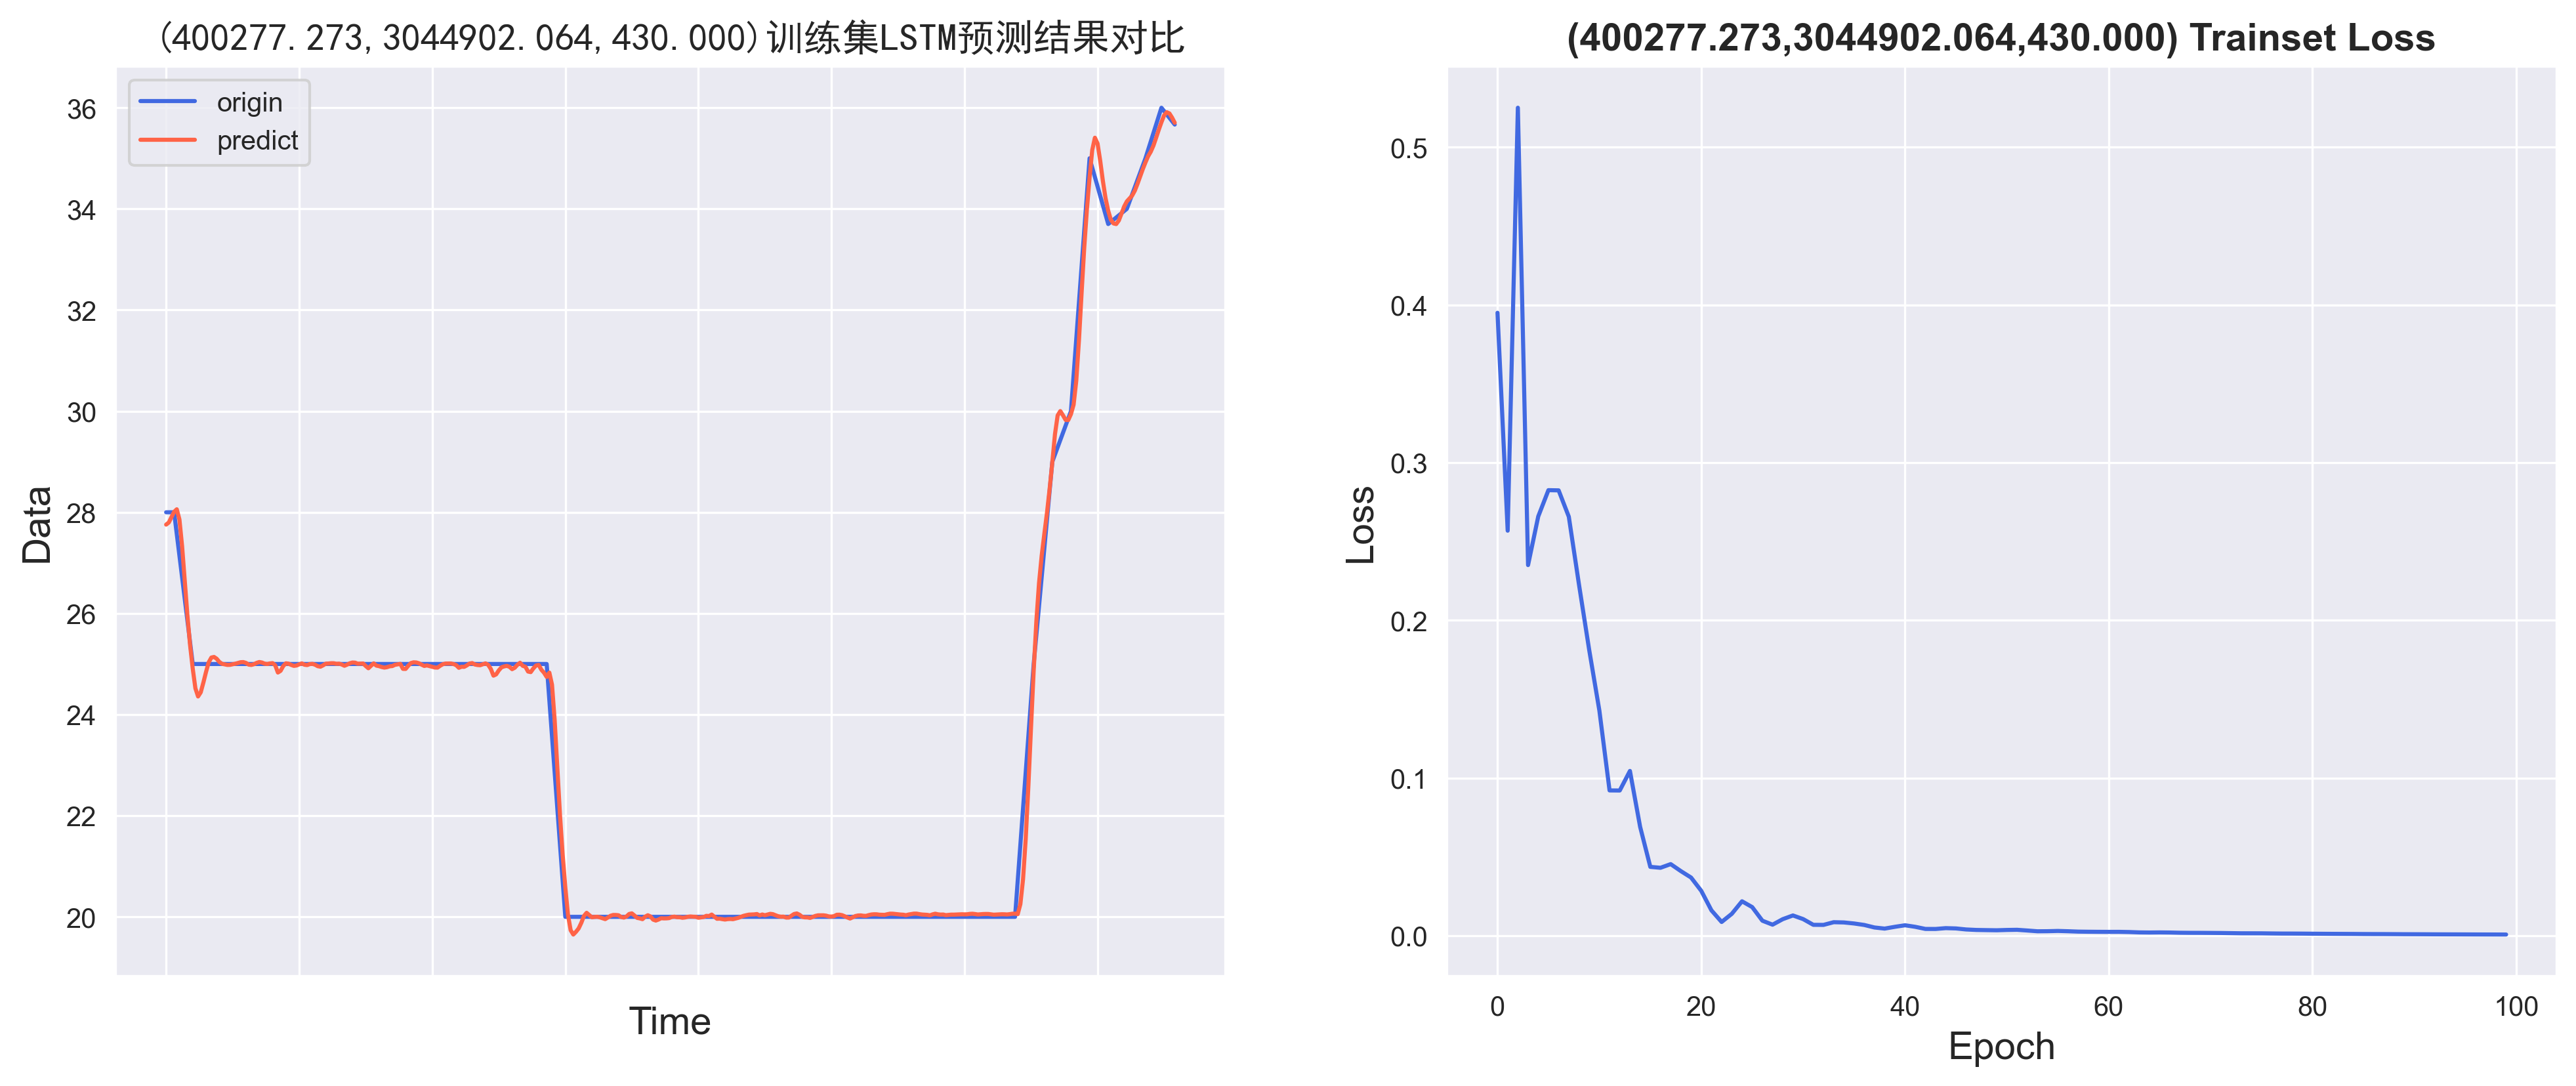 (400277.273,3044902.064,430.000)训练集LSTM预测结果对比
origin
predict
36
34
32
30
28
26
24
22
20
Data
Time
(400277.273,3044902.064,430.000) Trainset Loss
0.5
0.4
0.3
0.2
0.1
0.0
Loss
0 20 40 60 80 100
Epoch